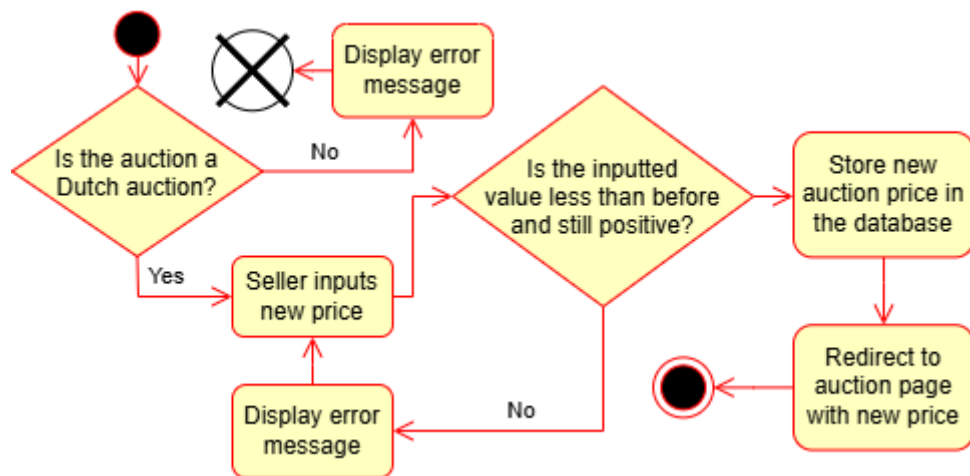 Display error
message
Is the auction a
Dutch auction?
No
Is the inputted
value less than before
and still positive?
Store new
auction price in
the database
Yes
Seller inputs
new price
Redirect to
auction page
with new price
Display error
message
No